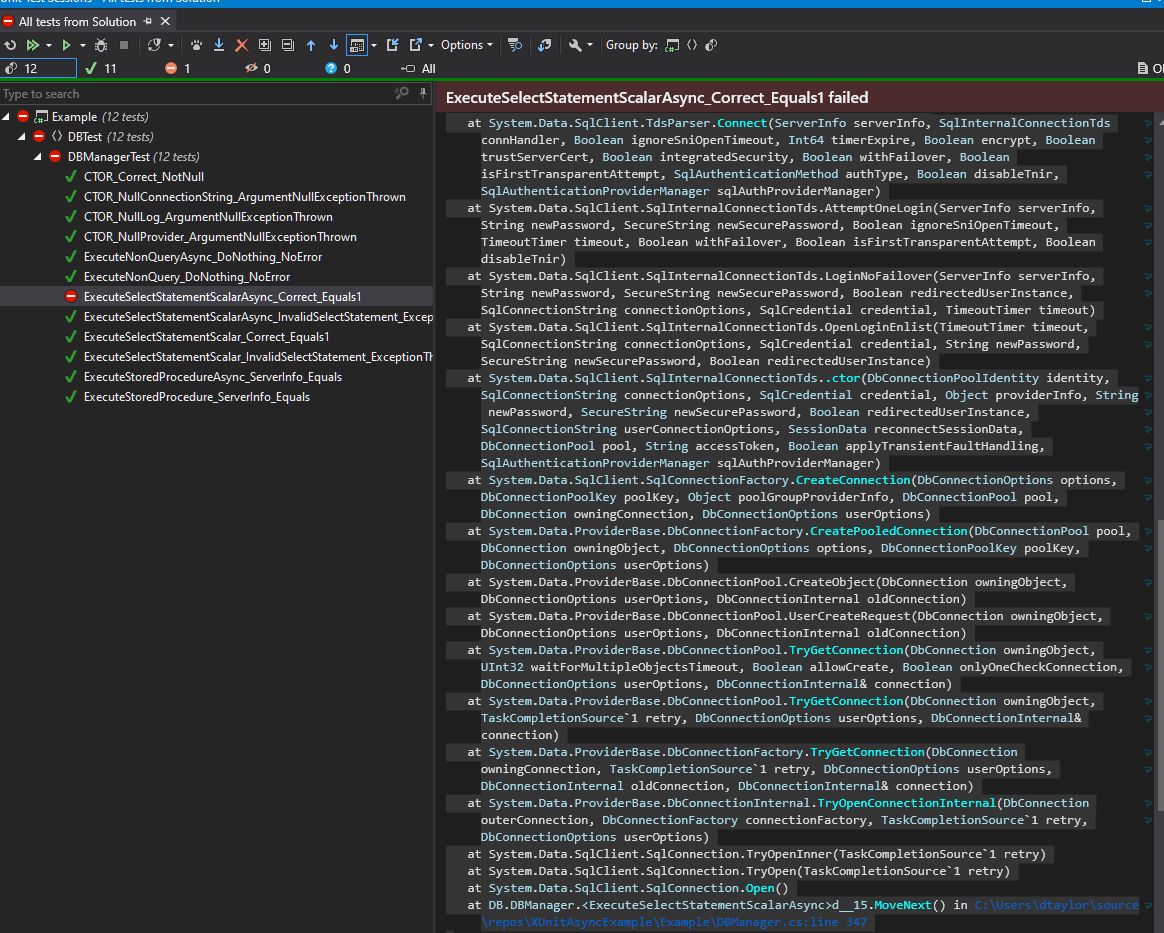 Unit Test Sessions - All tests from Solution
All tests from Solution
Options
Group by:
12
11
1
0
0
All
Type to search
Example (12 tests)
DBTest (12 tests)
DBManagerTest (12 tests)
CTOR_Correct_NotNull
CTOR_NullConnectionString_ArgumentNullExceptionThrown
CTOR_NullLog_ArgumentNullExceptionThrown
CTOR_NullProvider_ArgumentNullExceptionThrown
ExecuteNonQueryAsync_DoNothing_NoError
ExecuteNonQuery_DoNothing_NoError
ExecuteSelectStatementScalarAsync_Correct_Equals1
ExecuteSelectStatementScalarAsync_InvalidSelectStatement_Excep
ExecuteSelectStatementScalar_Correct_Equals1
ExecuteSelectStatementScalar_InvalidSelectStatement_ExceptionTh
ExecuteStoredProcedureAsync_ServerInfo_Equals
ExecuteStoredProcedure_ServerInfo_Equals
ExecuteSelectStatementScalarAsync_Correct_Equals1 failed
at System.Data.SqlClient.TdsParser.Connect(ServerInfo serverInfo, SqlInternalConnectionTds
connHandler, Boolean ignoreSniOpenTimeout, Int64 timerExpire, Boolean encrypt, Boolean
trustServerCert, Boolean integratedSecurity, Boolean withFailover, Boolean
isFirstTransparentAttempt, SqlAuthenticationMethod authType, Boolean disableTnir,
SqlAuthenticationProviderManager sqlAuthProviderManager)
at System.Data.SqlClient.SqlInternalConnectionTds.AttemptOneLogin(ServerInfo serverInfo,
String newPassword, SecureString newSecurePassword, Boolean ignoreSniOpenTimeout,
TimeoutTimer timeout, Boolean withFailover, Boolean isFirstTransparentAttempt, Boolean
disableTnir)
at System.Data.SqlClient.SqlInternalConnectionTds.LoginNoFailover(ServerInfo serverInfo,
String newPassword, SecureString newSecurePassword, Boolean redirectedUserInstance,
SqlConnectionString connectionOptions, SqlCredential credential, TimeoutTimer timeout)
at System.Data.SqlClient.SqlInternalConnectionTds.OpenLoginEnlist(TimeoutTimer timeout,
SqlConnectionString connectionOptions, SqlCredential credential, String newPassword,
SecureString newSecurePassword, Boolean redirectedUserInstance)
at System.Data.SqlClient.SqlInternalConnectionTds..ctor(DbConnectionPoolIdentity identity,
SqlConnectionString connectionOptions, SqlCredential credential, Object providerInfo, String
newPassword, SecureString newSecurePassword, Boolean redirectedUserInstance,
SqlConnectionString userConnectionOptions, SessionData reconnectSessionData,
DbConnectionPool pool, String accessToken, Boolean applyTransientFaultHandling,
SqlAuthenticationProviderManager sqlAuthProviderManager)
at System.Data.SqlClient.SqlConnectionFactory.CreateConnection(DbConnectionOptions options,
DbConnectionPoolKey poolKey, Object poolGroupProviderInfo, DbConnectionPool pool,
DbConnection owningConnection, DbConnectionOptions userOptions)
at System.Data.ProviderBase.DbConnectionFactory.CreatePooledConnection(DbConnectionPool pool,
DbConnection owningObject, DbConnectionOptions options, DbConnectionPoolKey poolKey,
DbConnectionOptions userOptions)
at System.Data.ProviderBase.DbConnectionPool.CreateObject(DbConnection owningObject,
DbConnectionOptions userOptions, DbConnectionInternal oldConnection)
at System.Data.ProviderBase.DbConnectionPool.UserCreateRequest(DbConnection owningObject,
DbConnectionOptions userOptions, DbConnectionInternal oldConnection)
at System.Data.ProviderBase.DbConnectionPool.TryGetConnection(DbConnection owningObject,
UInt32 waitForMultipleObjectsTimeout, Boolean allowCreate, Boolean onlyOneCheckConnection,
DbConnectionOptions userOptions, DbConnectionInternal& connection)
at System.Data.ProviderBase.DbConnectionPool.TryGetConnection(DbConnection owningObject,
TaskCompletionSource`1 retry, DbConnectionOptions userOptions, DbConnectionInternal&
connection)
at System.Data.ProviderBase.DbConnectionFactory.TryGetConnection(DbConnection
owningConnection, TaskCompletionSource`1 retry, DbConnectionOptions userOptions,
DbConnectionInternal oldConnection, DbConnectionInternal& connection)
at System.Data.ProviderBase.DbConnectionInternal.TryOpenConnectionInternal(DbConnection
outerConnection, DbConnectionFactory connectionFactory, TaskCompletionSource`1 retry,
DbConnectionOptions userOptions)
at System.Data.SqlClient.SqlConnection.TryOpenInner(TaskCompletionSource`1 retry)
at System.Data.SqlClient.SqlConnection.TryOpen(TaskCompletionSource`1 retry)
at System.Data.SqlClient.SqlConnection.Open()
at DB.DBManager.<ExecuteSelectStatementScalarAsync>d__15.MoveNext() in C:\Users\dtaylor\source
\repos\XUnitAsyncExample\Example\DBManager.cs:line 347